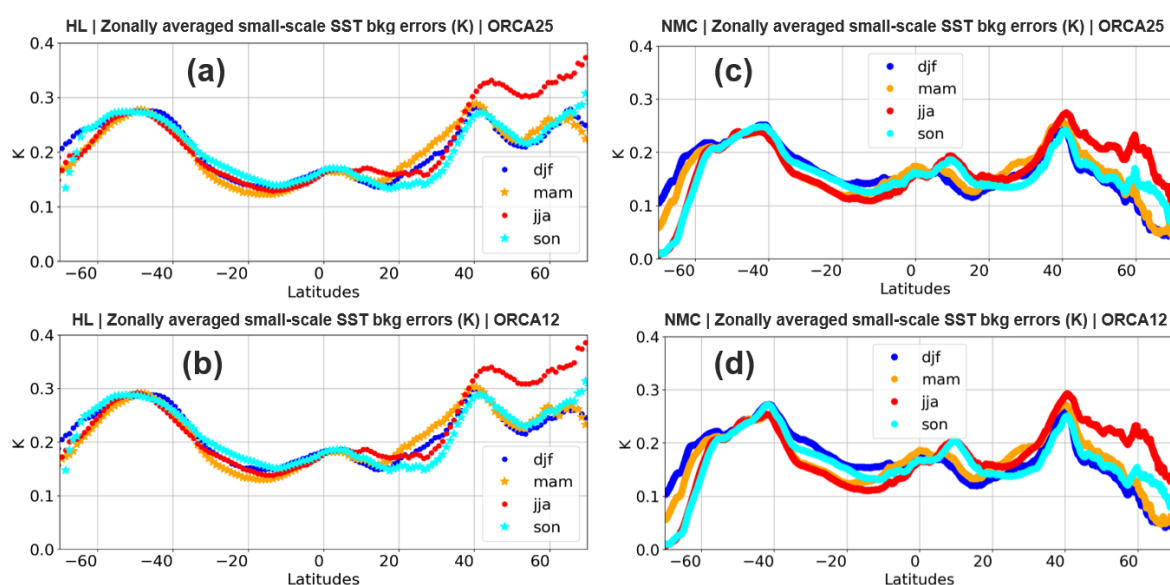 HL | Zonally averaged small-scale SST bkg errors (K) | ORCA25
(a)
0.4
0.3
0.2
0.1
0.0
K
djf
mam
jja
son
−60 −40 −20 0 20 40 60
Latitudes
NMC | Zonally averaged small-scale SST bkg errors (K) | ORCA25
(c)
0.4
0.3
0.2
0.1
0.0
K
djf
mam
jja
son
−60 −40 −20 0 20 40 60
Latitudes
HL | Zonally averaged small-scale SST bkg errors (K) | ORCA12
(b)
0.4
0.3
0.2
0.1
0.0
K
djf
mam
jja
son
−60 −40 −20 0 20 40 60
Latitudes
NMC | Zonally averaged small-scale SST bkg errors (K) | ORCA12
(d)
0.4
0.3
0.2
0.1
0.0
K
djf
mam
jja
son
−60 −40 −20 0 20 40 60
Latitudes